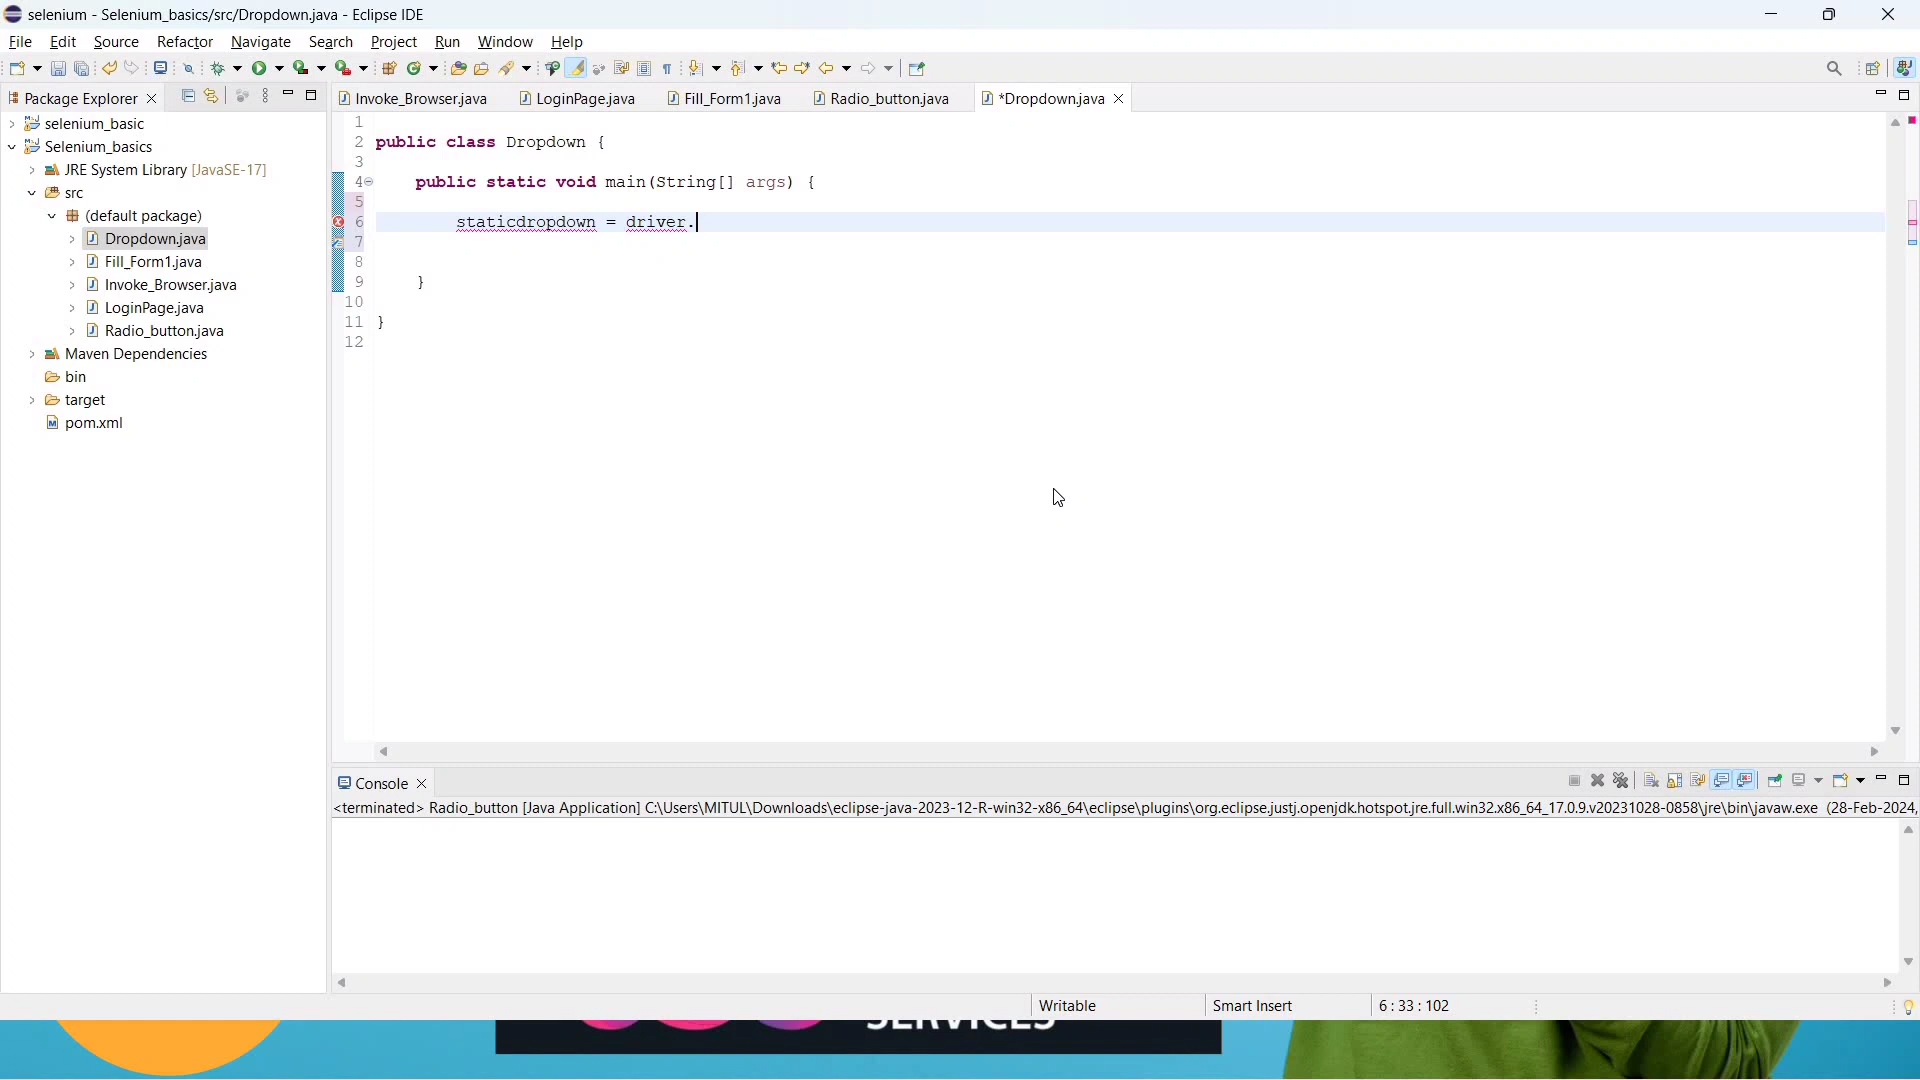 selenium - Selenium_basics/src/Dropdown.java - Eclipse IDE
File Edit Source Refactor Navigate Search Project Run Window Help
Package Explorer
selenium_basic
Selenium_basics
JRE System Library [JavaSE-17]
src
(default package)
Dropdown.java
Fill_Form1.java
Invoke_Browser.java
LoginPage.java
Radio_button.java
Maven Dependencies
bin
target
pom.xml
Invoke_Browser.java LoginPage.java Fill_Form1.java Radio_button.java *Dropdown.java
1
2 public class Dropdown {
3
4 public static void main(String[] args) {
5
6 staticdropdown = driver.
7
8
9 }
10
11 }
12
Console
<terminated> Radio_button [Java Application] C:\Users\MITUL\Downloads\eclipse-java-2023-12-R-win32-x86_64\eclipse\plugins\org.eclipse.justj.openjdk.hotspot.jre.full.win32.x86_64_17.0.9.v20231028-0858\jre\bin\javaw.exe (28-Feb-2024,
Writable Smart Insert 6 : 33 : 102
SERVICES